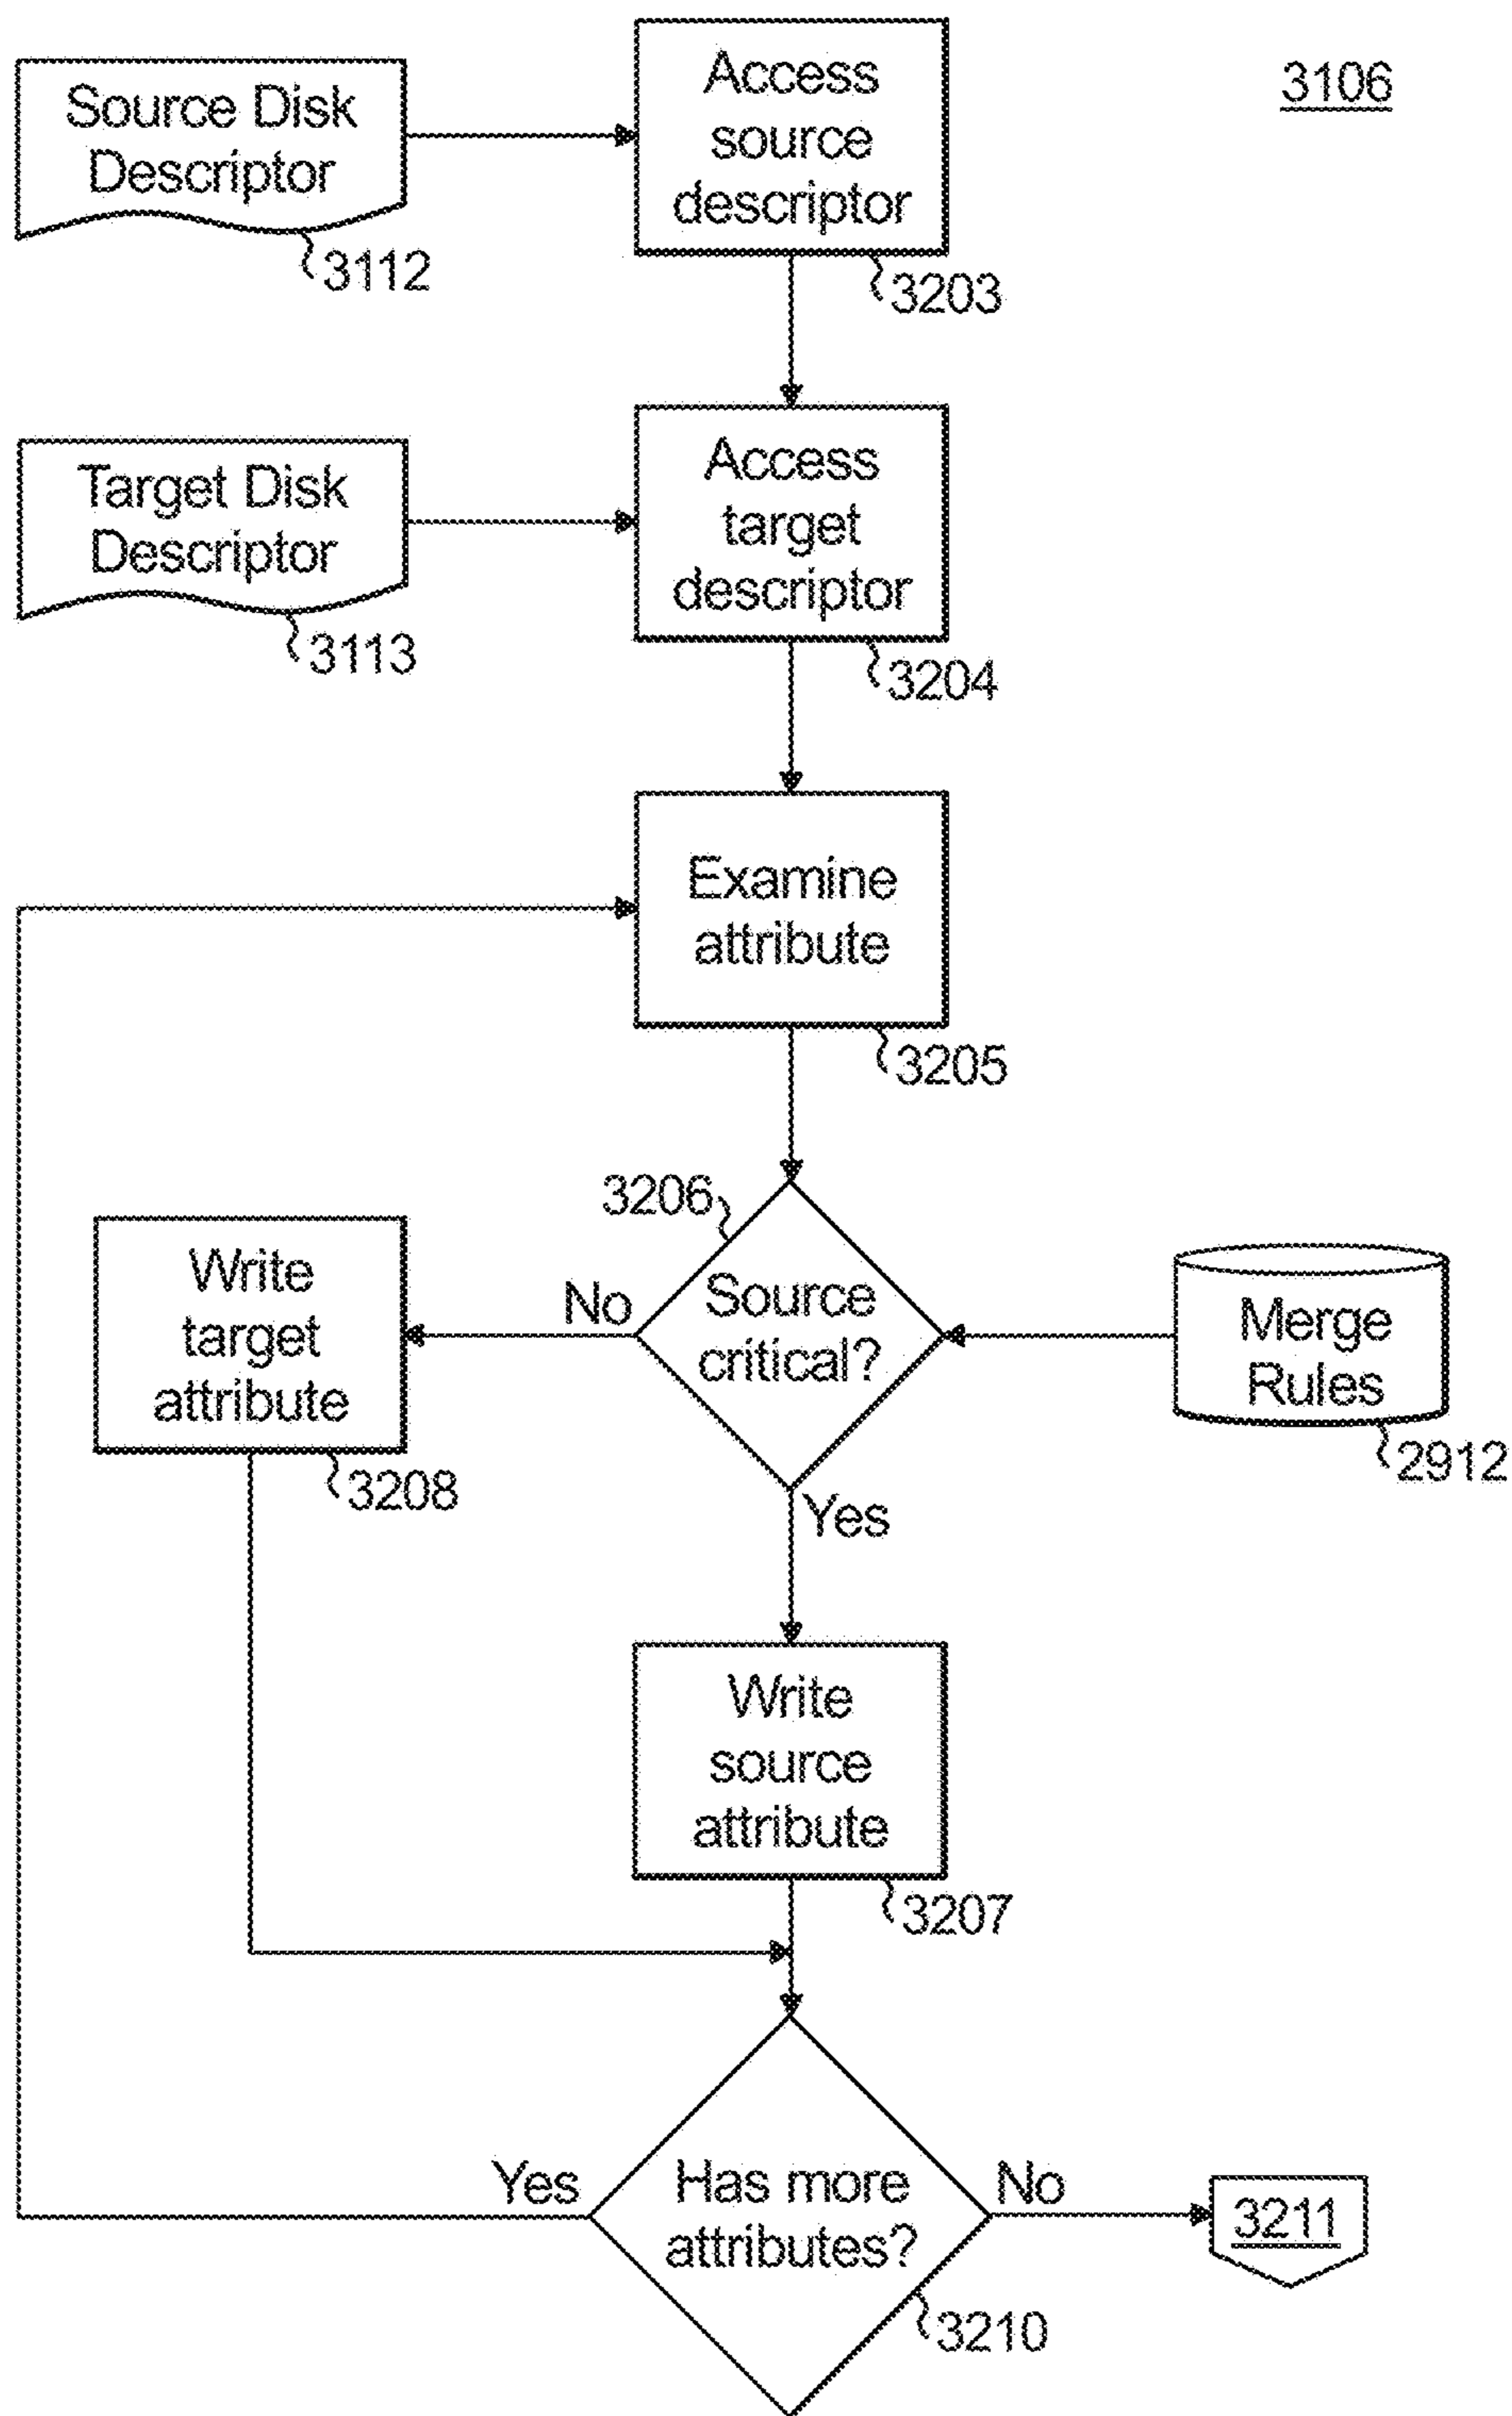 3106
Source Disk
Descriptor
3112
Access
source
descriptor
3203
Target Disk
Descriptor
3113
Access
target
descriptor
3204
Examine
attribute
3205
3206
Source
critical?
No
Yes
Merge
Rules
2912
Write
target
attribute
3208
Write
source
attribute
3207
Has more
attributes?
Yes
No
3210
3211